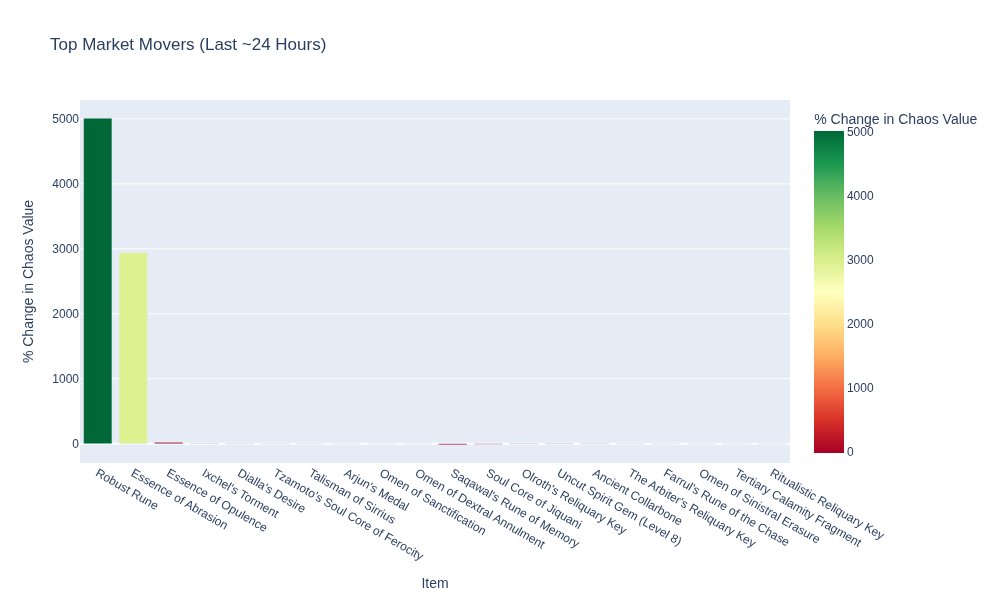 Top Market Movers (Last ~24 Hours)
% Change in Chaos Value
5000
4000
3000
2000
1000
0
% Change in Chaos Value
5000
4000
3000
2000
1000
0
Robust Rune
Essence of Abrasion
Essence of Opulence
Ixchel's Torment
Dialla's Desire
Tzamoto's Soul Core of Ferocity
Talisman of Sirrius
Arjun's Medal
Omen of Sanctification
Omen of Dextral Annulment
Saqawal's Rune of Memory
Soul Core of Jiquani
Olroth's Reliquary Key
Uncut Spirit Gem (Level 8)
Ancient Collarbone
The Arbiter's Reliquary Key
Farrul's Rune of the Chase
Omen of Sinistral Erasure
Tertiary Calamity Fragment
Ritualistic Reliquary Key
Item